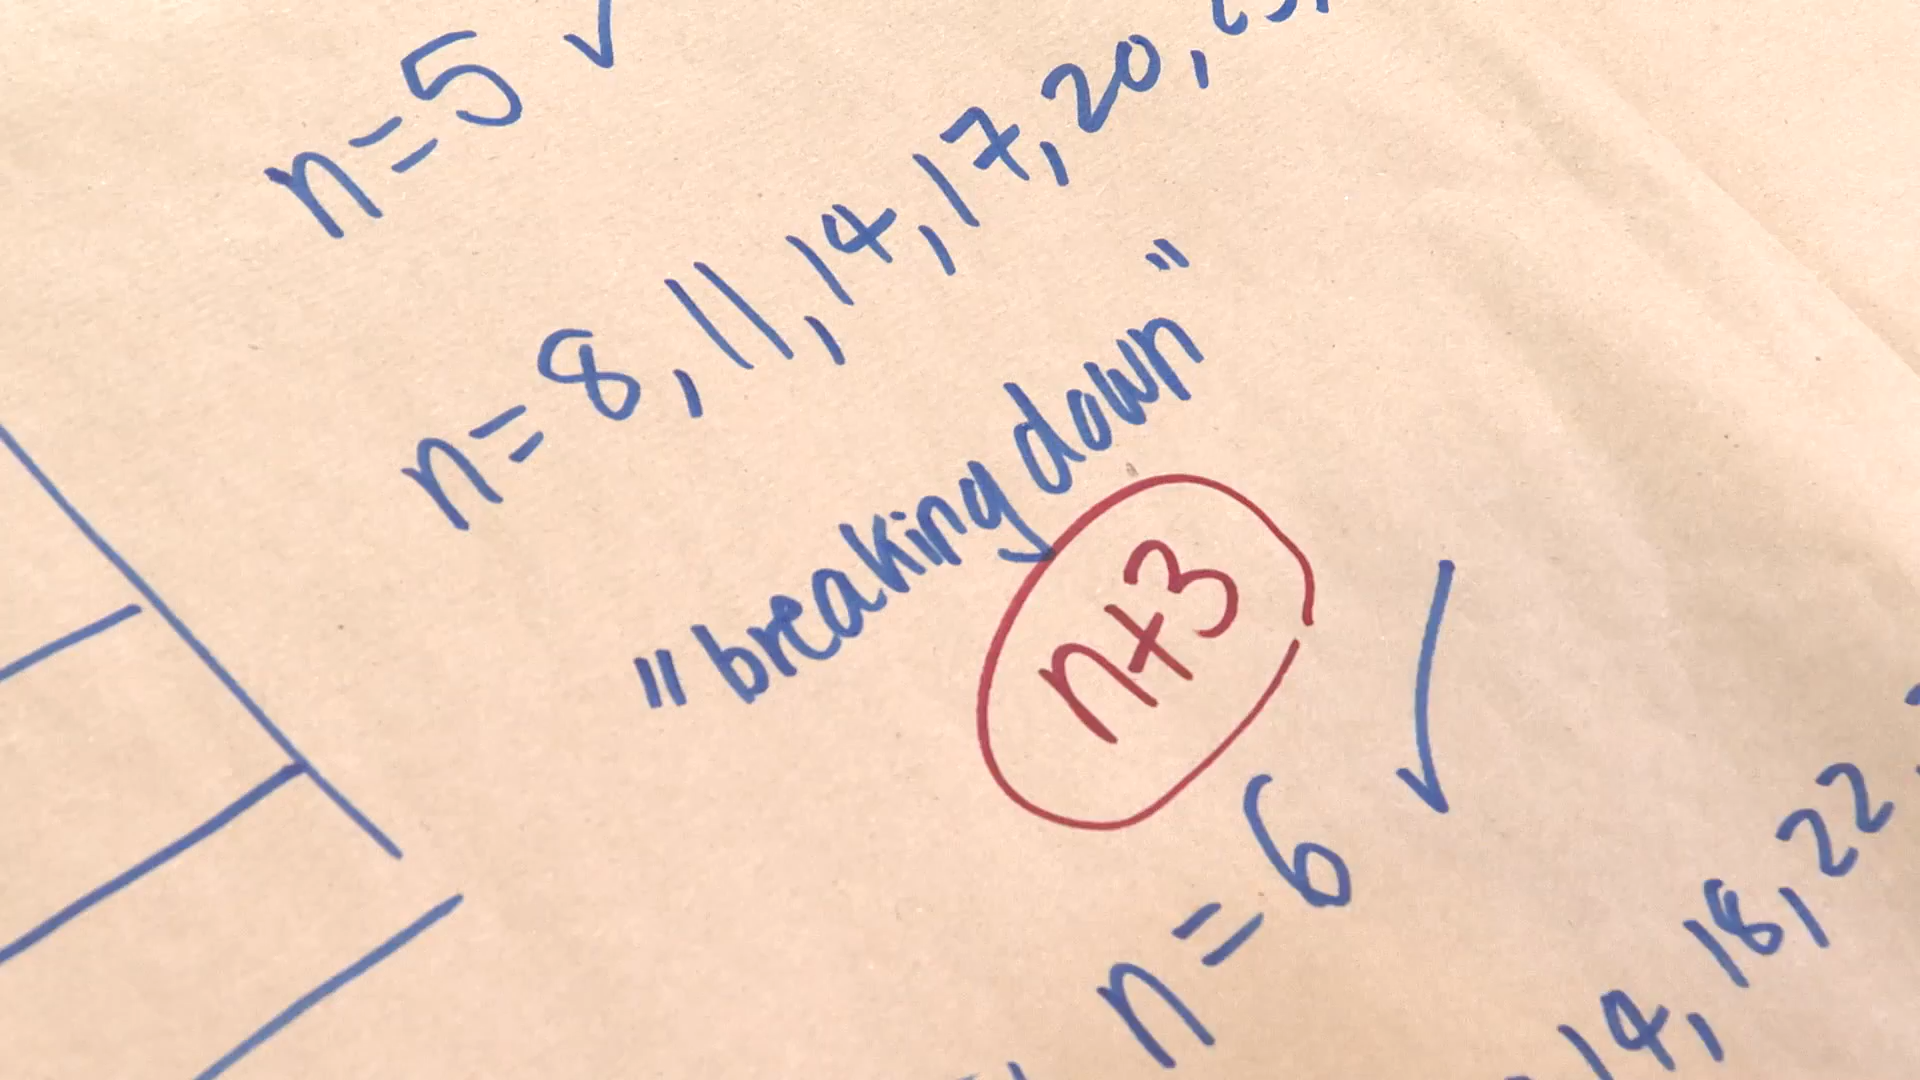 n=5 ✓
n=8, 11, 14, 17, 20,
"breaking down"
n+3
n=6 ✓
14, 18, 22